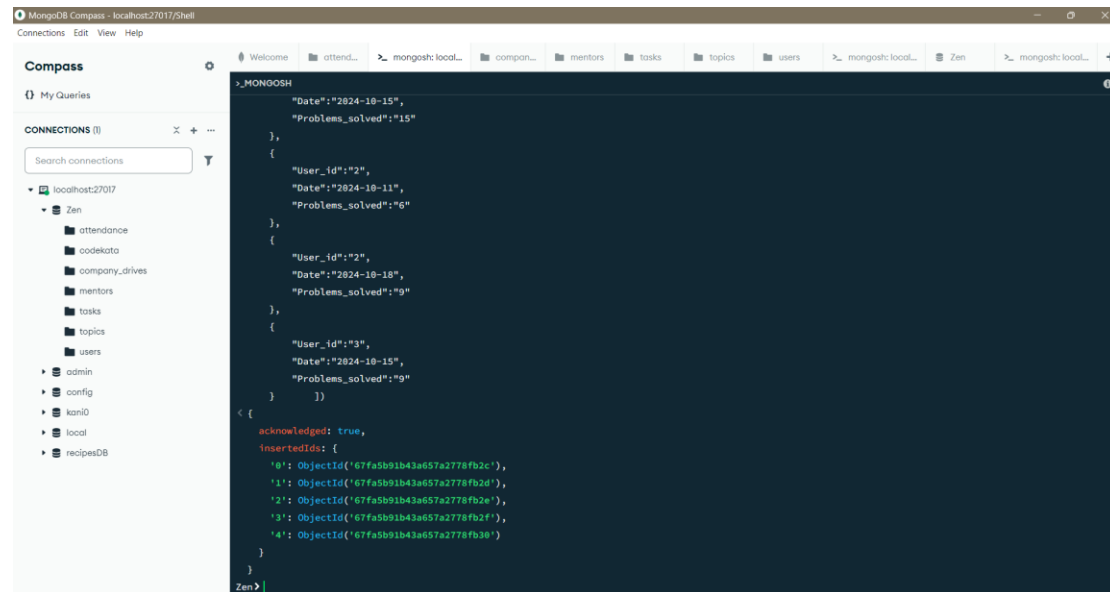 MongoDB Compass - localhost:27017/Shell
Connections Edit View Help
Compass
{} My Queries
CONNECTIONS (1)
Search connections
localhost:27017
Zen
attendance
codekata
company_drives
mentors
tasks
topics
users
admin
config
kani0
local
recipesDB
Welcome attend... >_ mongosh: local... compan... mentors tasks topics users >_ mongosh: local... Zen >_ mongosh: local... +
>_MONGOSH
"Date":"2024-10-15",
"Problems_solved":"15"
},
{
"User_id":"2",
"Date":"2024-10-11",
"Problems_solved":"6"
},
{
"User_id":"2",
"Date":"2024-10-18",
"Problems_solved":"9"
},
{
"User_id":"3",
"Date":"2024-10-15",
"Problems_solved":"9"
} ])
< {
acknowledged: true,
insertedIds: {
'0': ObjectId('67fa5b91b43a657a2778fb2c'),
'1': ObjectId('67fa5b91b43a657a2778fb2d'),
'2': ObjectId('67fa5b91b43a657a2778fb2e'),
'3': ObjectId('67fa5b91b43a657a2778fb2f'),
'4': ObjectId('67fa5b91b43a657a2778fb30')
}
}
Zen>